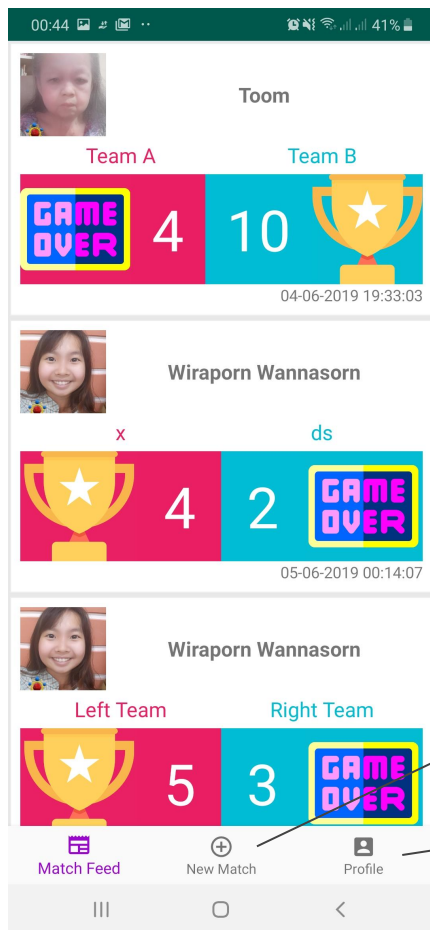 00:44 41%
Toom
Team A Team B
GAME OVER 4 10
04-06-2019 19:33:03
Wiraporn Wannasorn
x ds
4 2 GAME OVER
05-06-2019 00:14:07
Wiraporn Wannasorn
Left Team Right Team
5 3 GAME OVER
Match Feed New Match Profile